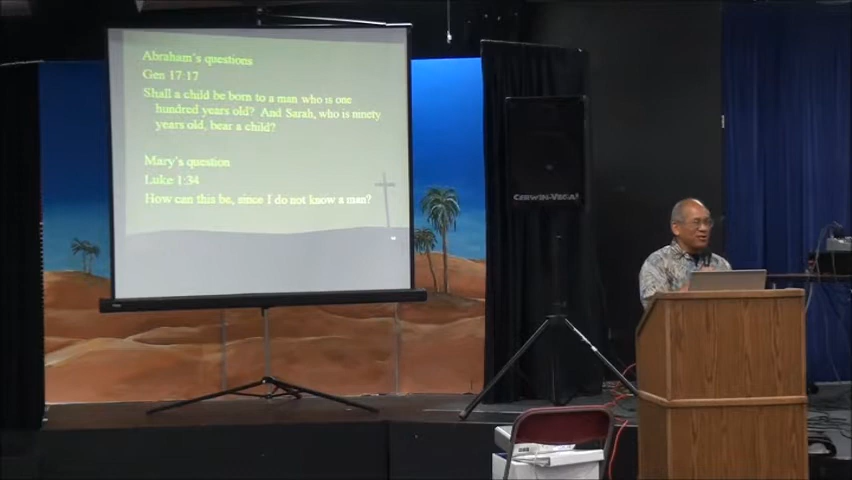 Abraham's questions
Gen 17:17
Shall a child be born to a man who is one
hundred years old? And Sarah, who is ninety
years old, bear a child?
Mary's question
Luke 1:34
How can this be, since I do not know a man?
CERWIN-VEGA!